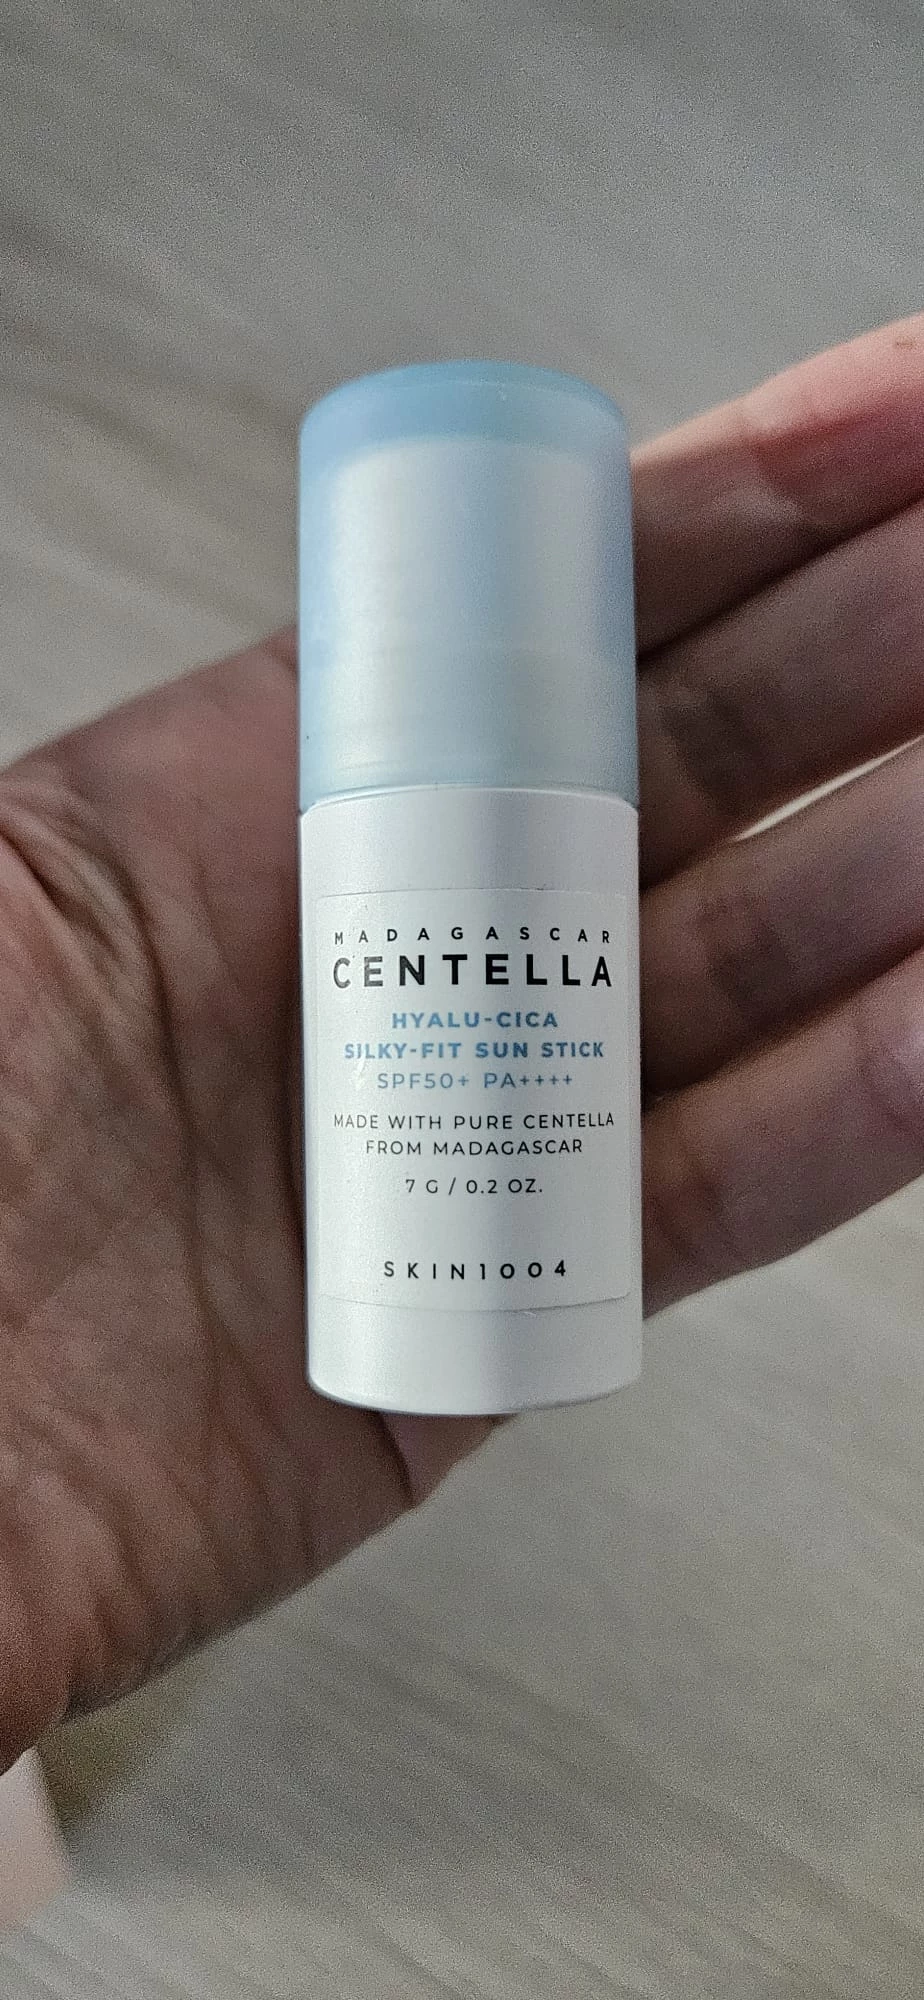 MADAGASCAR
CENTELLA
HYALU-CICA
SILKY-FIT SUN STICK
SPF50+ PA++++
MADE WITH PURE CENTELLA
FROM MADAGASCAR
7 G / 0.2 OZ.
SKIN1004